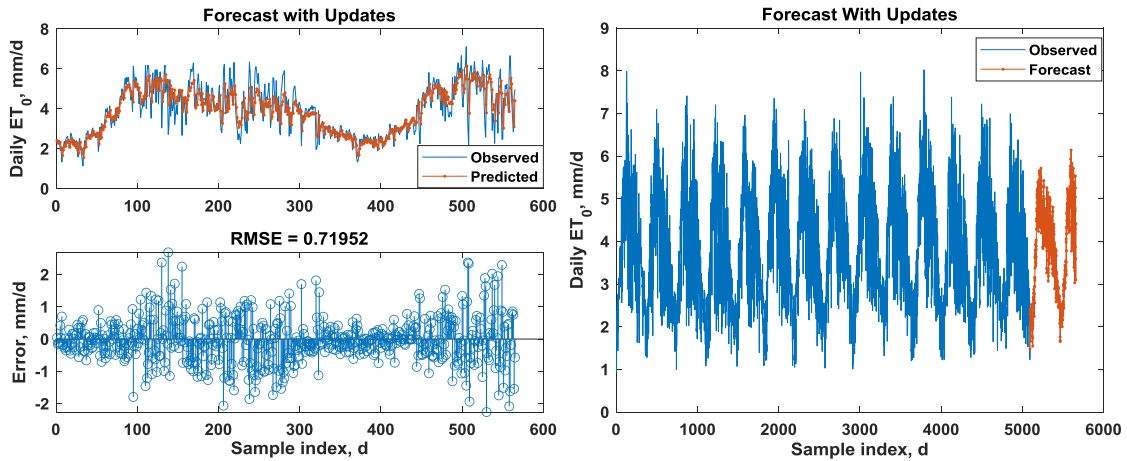 Forecast with Updates
Daily ET0, mm/d
8
6
4
2
0
Observed
Predicted
0 100 200 300 400 500 600
RMSE = 0.71952
Error, mm/d
2
1
0
-1
-2
0 100 200 300 400 500 600
Sample index, d
Forecast With Updates
Daily ET0, mm/d
9
8
7
6
5
4
3
2
1
0
Observed
Forecast
0 1000 2000 3000 4000 5000 6000
Sample index, d